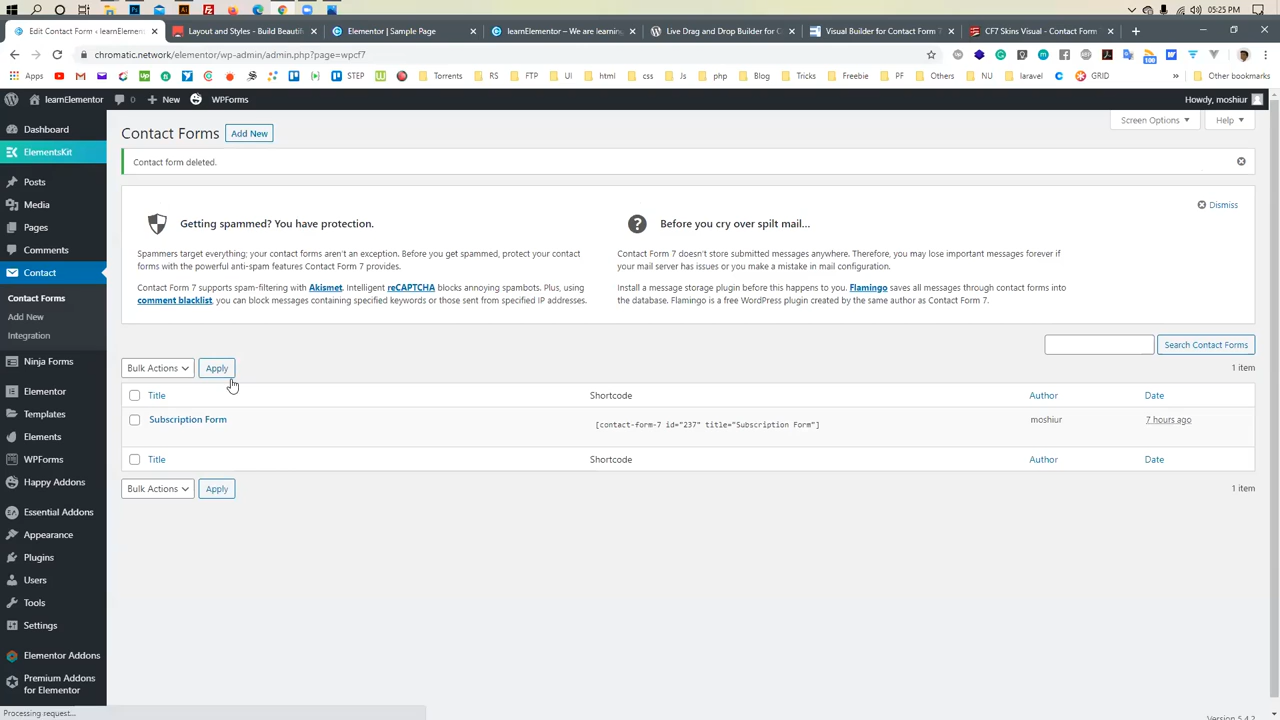 05:25 PM
Edit Contact Form ‹ learnElemen
Layout and Styles - Build Beautif
Elementor | Sample Page
learnElementor – We are learnin
Live Drag and Drop Builder for C
Visual Builder for Contact Form 7
CF7 Skins Visual - Contact Form
chromatic.network/elementor/wp-admin/admin.php?page=wpcf7
Apps
STEP
Torrents
RS
FTP
UI
html
css
Js
php
Blog
Tricks
Freebie
PF
Others
NU
laravel
GRID
Other bookmarks
learnElementor
0
New
WPForms
Howdy, moshiur
Dashboard
ElementsKit
Posts
Media
Pages
Comments
Contact
Contact Forms
Add New
Integration
Ninja Forms
Elementor
Templates
Elements
WPForms
Happy Addons
Essential Addons
Appearance
Plugins
Users
Tools
Settings
Elementor Addons
Premium Addons
for Elementor
Contact Forms
Add New
Screen Options
Help
Contact form deleted.
Dismiss
Getting spammed? You have protection.
Spammers target everything; your contact forms aren't an exception. Before you get spammed, protect your contact
forms with the powerful anti-spam features Contact Form 7 provides.
Contact Form 7 supports spam-filtering with Akismet. Intelligent reCAPTCHA blocks annoying spambots. Plus, using
comment blacklist, you can block messages containing specified keywords or those sent from specified IP addresses.
Before you cry over spilt mail…
Contact Form 7 doesn't store submitted messages anywhere. Therefore, you may lose important messages forever if
your mail server has issues or you make a mistake in mail configuration.
Install a message storage plugin before this happens to you. Flamingo saves all messages through contact forms into
the database. Flamingo is a free WordPress plugin created by the same author as Contact Form 7.
Search Contact Forms
Bulk Actions
Apply
1 item
Title
Shortcode
Author
Date
Subscription Form
[contact-form-7 id="237" title="Subscription Form"]
moshiur
7 hours ago
Title
Shortcode
Author
Date
Bulk Actions
Apply
1 item
Processing request...
Version 5.4.2